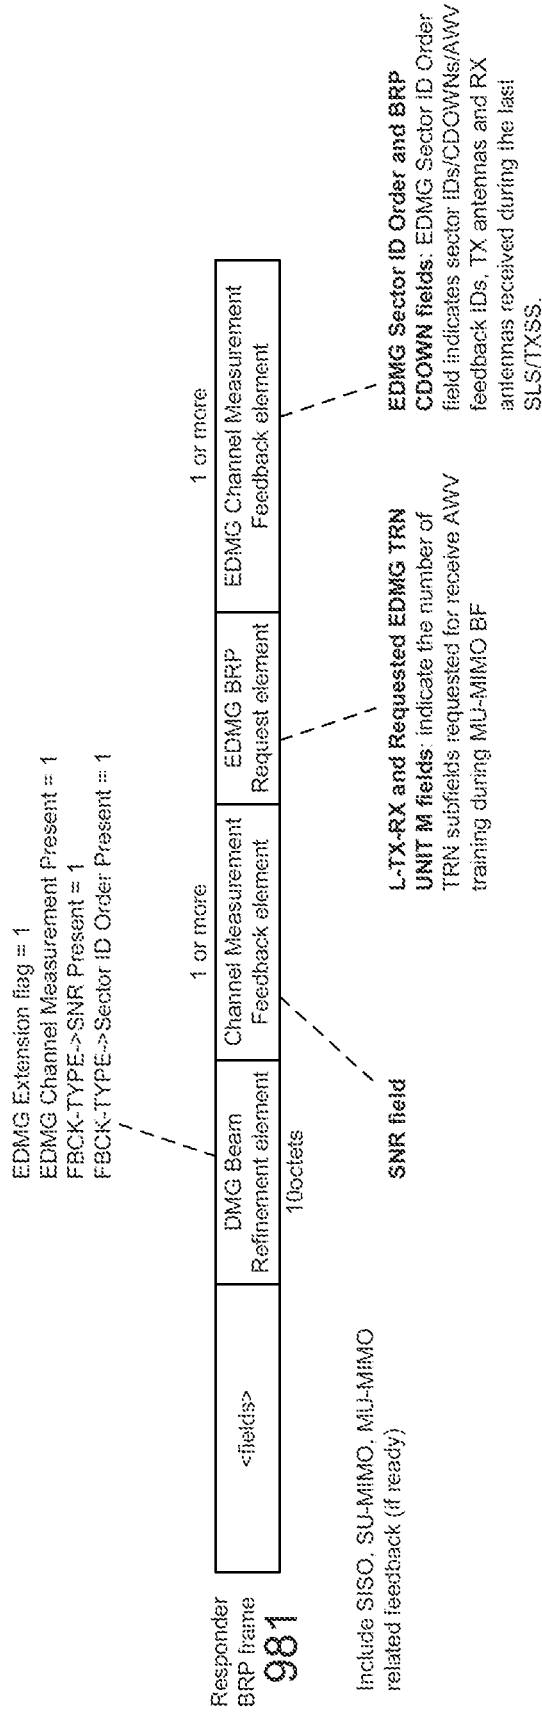 EDMG Extension flag = 1
EDMG Channel Measurement Present = 1
FBCK-TYPE->SNR Present = 1
FBCK-TYPE->Sector ID Order Present = 1
Responder
BRP frame
981
<fields>
DMG Beam
Refinement element
10octets
1 or more
Channel Measurement
Feedback element
EDMG BRP
Request element
1 or more
EDMG Channel Measurement
Feedback element
Include SISO, SU-MIMO, MU-MIMO
related feedback (if ready)
SNR field
L-TX-RX and Requested EDMG TRN
UNIT M fields: indicate the number of
TRN subfields requested for receive AWV
training during MU-MIMO BF
EDMG Sector ID Order and BRP
CDOWN fields: EDMG Sector ID Order
field indicates sector IDs/CDOWNs/AWV
feedback IDs, TX antennas and RX
antennas received during the last
SLS/TXSS.